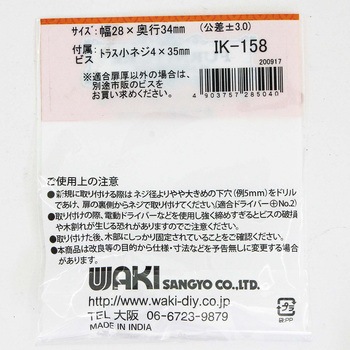 サイズ:幅28×奥行34mm (公差±3.0)
付属:ビス トラス小ネジ4×35mm IK-158
200917
※適合扉厚以外の場合は、
別途市販のビスを
お買い求めください。
4 903757 285040
ご使用上の注意
●新規に取り付ける際はネジ径よりやや大きめの下穴(例5mm)をドリル
であけ、扉の裏側からネジで取り付けてください(適合ドライバー⊕No.2)
●取り付けの際、電動ドライバーなどを使用し強く締めすぎるとビスの破損
や木割れが生じる恐れがありますのでご注意ください。
●取り付けた後、木部にしっかり固定されていることをご確認ください。
●本商品は改良等の目的から仕様・寸法などを予告無しに変更する場合
があります。
WAKI SANGYO CO.,LTD.
http://www.waki-diy.co.jp
TEL 大阪 06-6723-9879
MADE IN INDIA
プラ
袋:PP